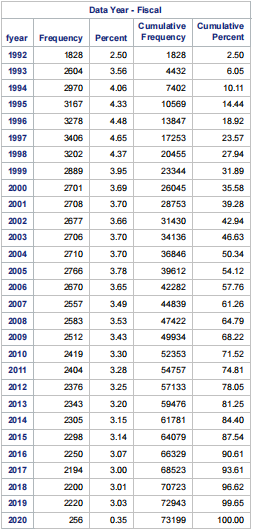 Data Year - Fiscal
fyear Frequency Percent Cumulative Frequency Cumulative Percent
1992 1828 2.50 1828 2.50
1993 2604 3.56 4432 6.05
1994 2970 4.06 7402 10.11
1995 3167 4.33 10569 14.44
1996 3278 4.48 13847 18.92
1997 3406 4.65 17253 23.57
1998 3202 4.37 20455 27.94
1999 2889 3.95 23344 31.89
2000 2701 3.69 26045 35.58
2001 2708 3.70 28753 39.28
2002 2677 3.66 31430 42.94
2003 2706 3.70 34136 46.63
2004 2710 3.70 36846 50.34
2005 2766 3.78 39612 54.12
2006 2670 3.65 42282 57.76
2007 2557 3.49 44839 61.26
2008 2583 3.53 47422 64.79
2009 2512 3.43 49934 68.22
2010 2419 3.30 52353 71.52
2011 2404 3.28 54757 74.81
2012 2376 3.25 57133 78.05
2013 2343 3.20 59476 81.25
2014 2305 3.15 61781 84.40
2015 2298 3.14 64079 87.54
2016 2250 3.07 66329 90.61
2017 2194 3.00 68523 93.61
2018 2200 3.01 70723 96.62
2019 2220 3.03 72943 99.65
2020 256 0.35 73199 100.00